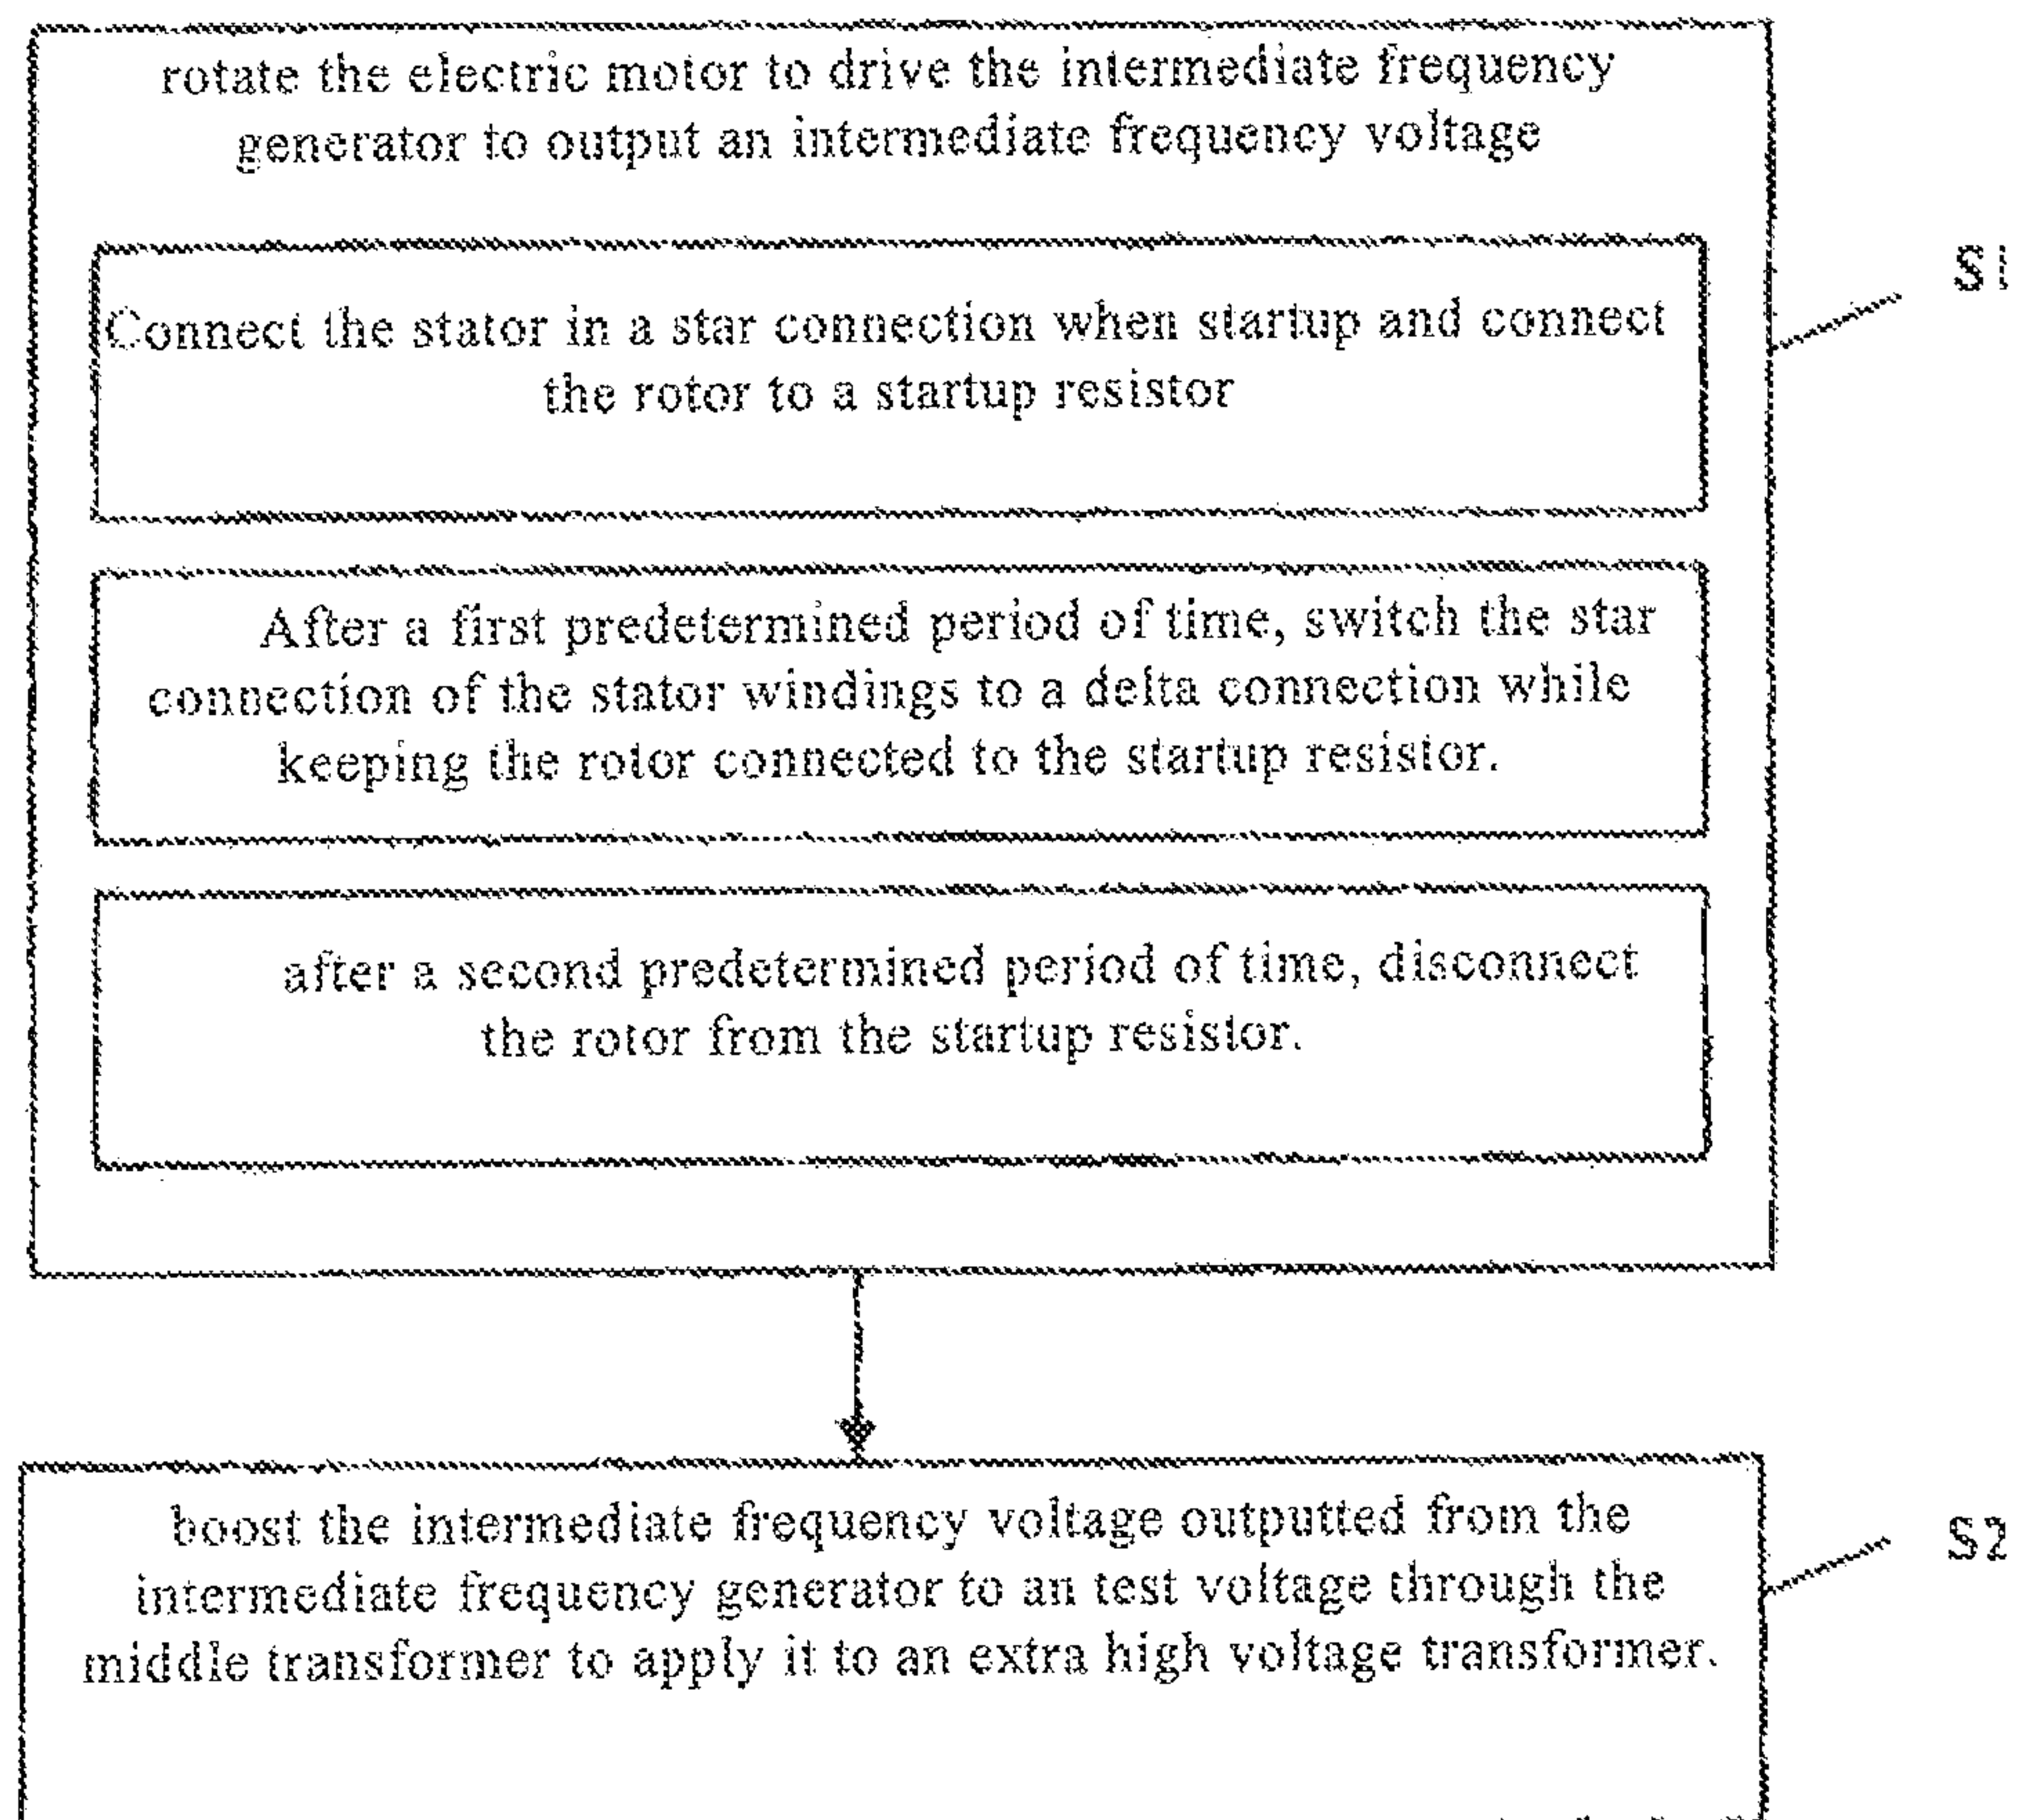 rotate the electric motor to drive the intermediate frequency
generator to output an intermediate frequency voltage
S1
Connect the stator in a star connection when startup and connect
the rotor to a startup resistor
After a first predetermined period of time, switch the star
connection of the stator windings to a delta connection while
keeping the rotor connected to the startup resistor.
after a second predetermined period of time, disconnect
the rotor from the startup resistor.
boost the intermediate frequency voltage outputted from the
S2
intermediate frequency generator to an test voltage through the
middle transformer to apply it to an extra high voltage transformer.